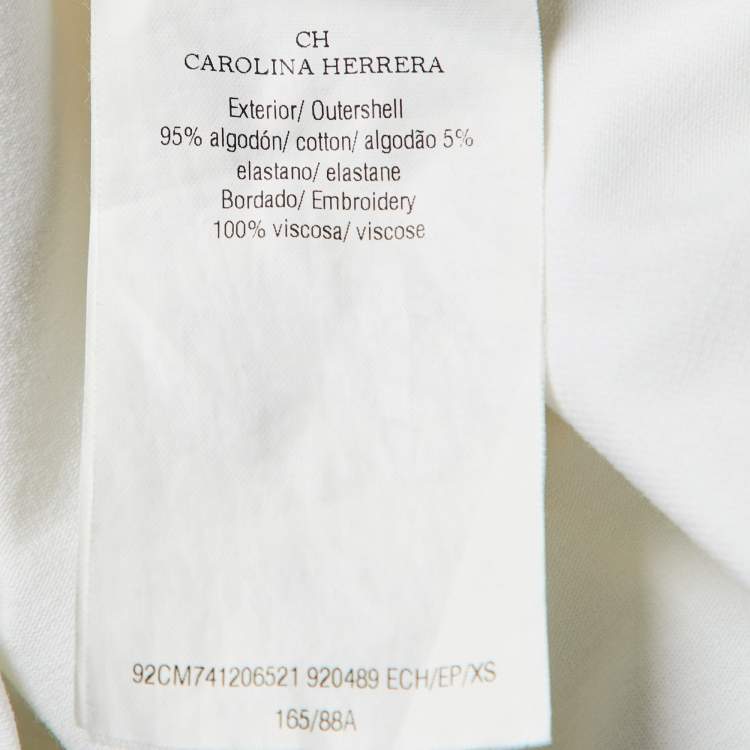 CH
CAROLINA HERRERA
Exterior/ Outershell
95% algodón/ cotton/ algodão 5%
elastano/ elastane
Bordado/ Embroidery
100% viscosa/ viscose
92CM741206521 920489 ECH/EP/XS
165/88A